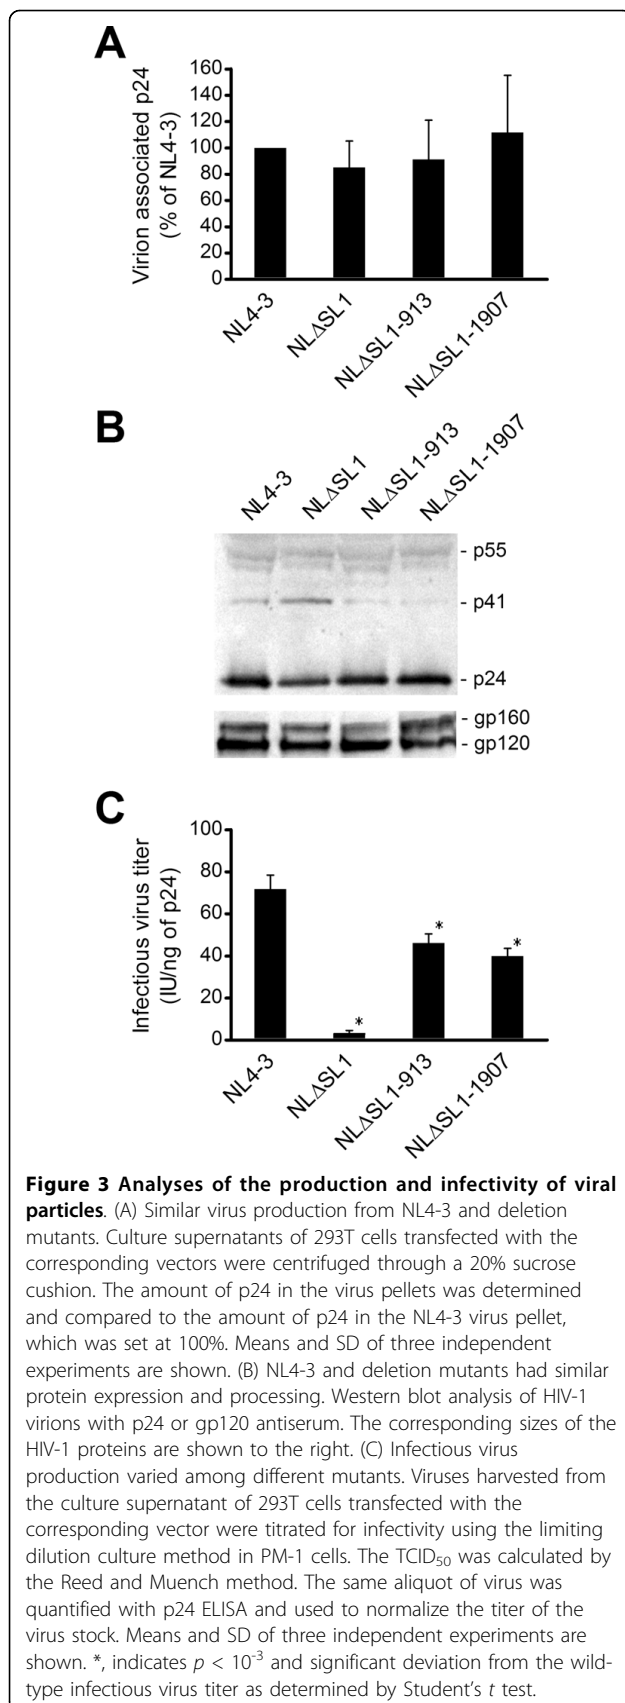 A
Virion associated p24
(% of NL4-3)
160
140
120
100
80
60
40
20
0
NL4-3
NLΔSL1
NLΔSL1-913
NLΔSL1-1907
B
NL4-3
NLΔSL1
NLΔSL1-913
NLΔSL1-1907
- p55
- p41
- p24
- gp160
- gp120
C
Infectious virus titer
(IU/ng of p24)
100
80
60
40
20
0
*
*
*
NL4-3
NLΔSL1
NLΔSL1-913
NLΔSL1-1907
Figure 3 Analyses of the production and infectivity of viral
particles. (A) Similar virus production from NL4-3 and deletion
mutants. Culture supernatants of 293T cells transfected with the
corresponding vectors were centrifuged through a 20% sucrose
cushion. The amount of p24 in the virus pellets was determined
and compared to the amount of p24 in the NL4-3 virus pellet,
which was set at 100%. Means and SD of three independent
experiments are shown. (B) NL4-3 and deletion mutants had similar
protein expression and processing. Western blot analysis of HIV-1
virions with p24 or gp120 antiserum. The corresponding sizes of the
HIV-1 proteins are shown to the right. (C) Infectious virus
production varied among different mutants. Viruses harvested from
the culture supernatant of 293T cells transfected with the
corresponding vector were titrated for infectivity using the limiting
dilution culture method in PM-1 cells. The TCID₅₀ was calculated by
the Reed and Muench method. The same aliquot of virus was
quantified with p24 ELISA and used to normalize the titer of the
virus stock. Means and SD of three independent experiments are
shown. *, indicates p < 10⁻³ and significant deviation from the wild-
type infectious virus titer as determined by Student's t test.